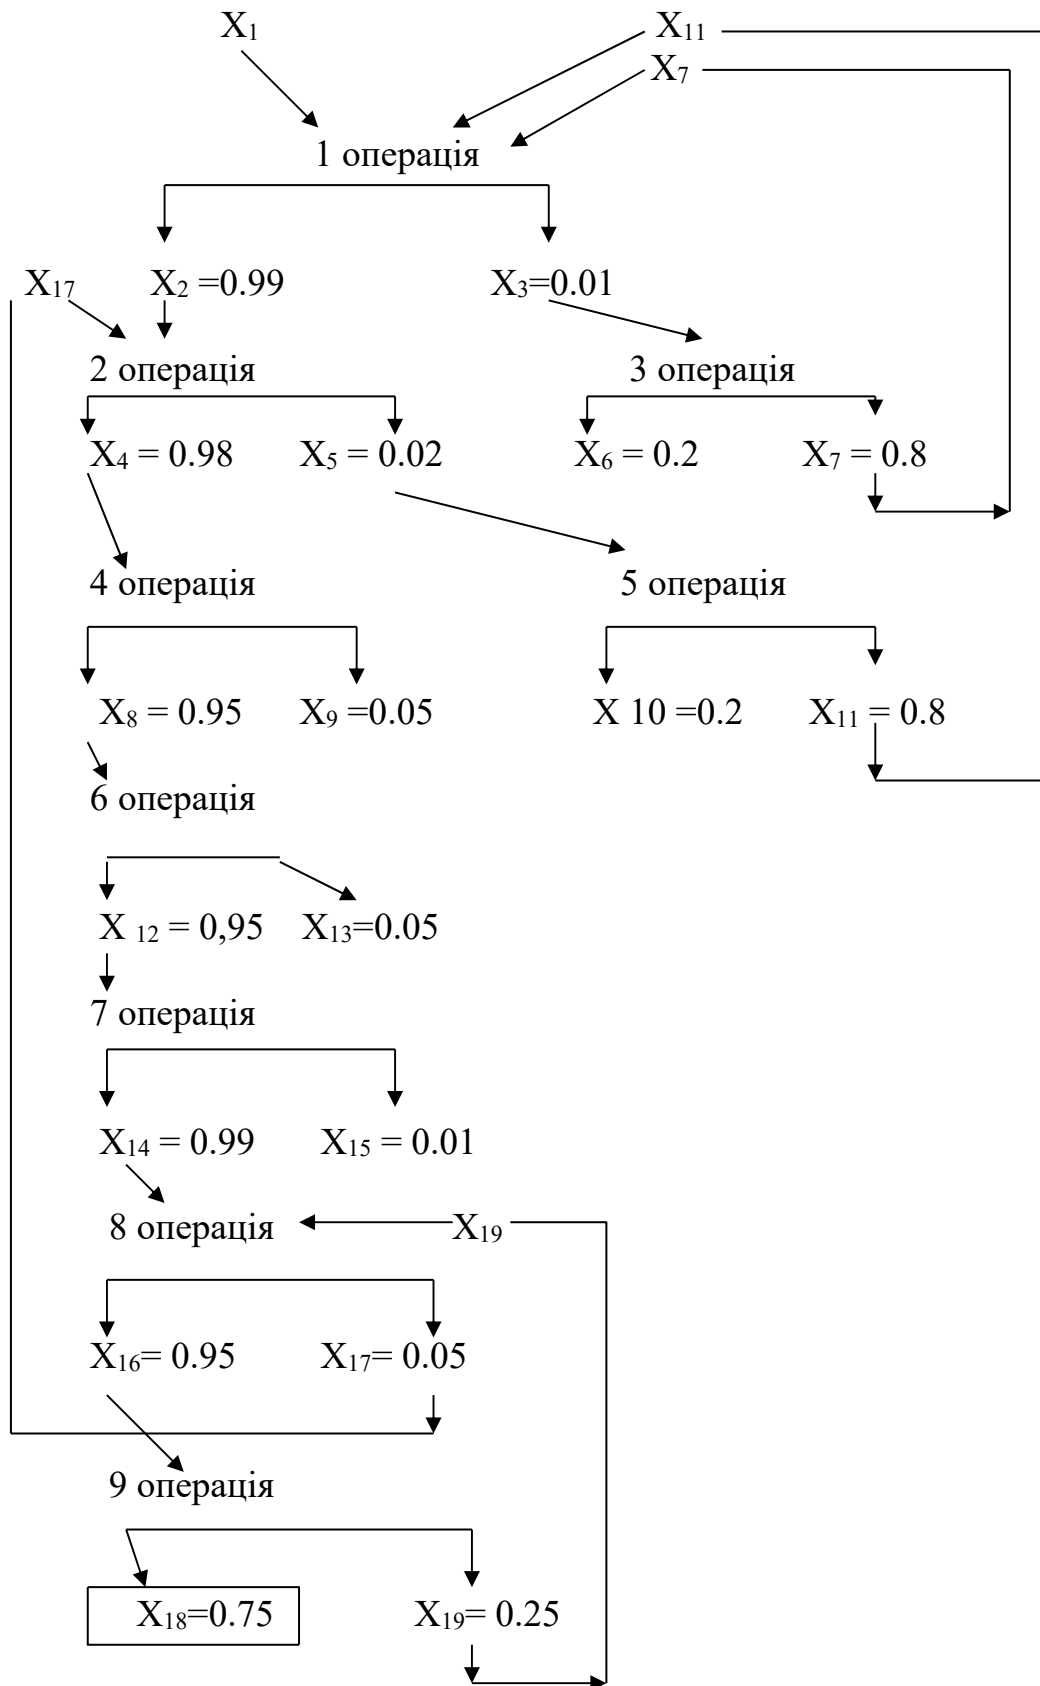 X₁ X₁₁
X₇
1 операція
X₁₇ X₂ =0.99 X₃=0.01
2 операція 3 операція
X₄ = 0.98 X₅ = 0.02 X₆ = 0.2 X₇ = 0.8
4 операція 5 операція
X₈ = 0.95 X₉ =0.05 X 10 =0.2 X₁₁ = 0.8
6 операція
X ₁₂ = 0,95 X₁₃=0.05
7 операція
X₁₄ = 0.99 X₁₅ = 0.01
8 операція X₁₉
X₁₆= 0.95 X₁₇= 0.05
9 операція
X₁₈=0.75 X₁₉= 0.25